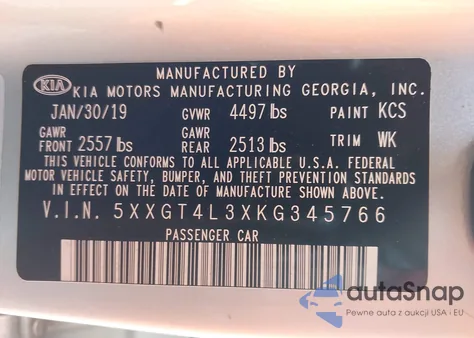 MANUFACTURED BY
KIA KIA MOTORS MANUFACTURING GEORGIA, INC.
JAN/30/19 GVWR 4497 lbs PAINT KCS
GAWR FRONT 2557 lbs GAWR REAR 2513 lbs TRIM WK
THIS VEHICLE CONFORMS TO ALL APPLICABLE U.S.A. FEDERAL
MOTOR VEHICLE SAFETY, BUMPER, AND THEFT PREVENTION STANDARDS
IN EFFECT ON THE DATE OF MANUFACTURE SHOWN ABOVE.
V.I.N. 5XXGT4L3XKG345766
PASSENGER CAR
autoSnap
Pewne auta z aukcji USA - EU